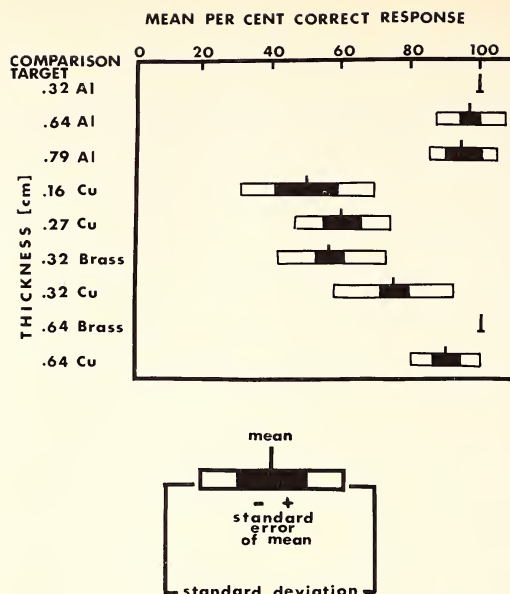 MEAN PER CENT CORRECT RESPONSE
0 20 40 60 80 100
COMPARISON
TARGET
.32 Al
.64 Al
.79 Al
.16 Cu
.27 Cu
.32 Brass
.32 Cu
.64 Brass
.64 Cu
THICKNESS [cm]
mean
- +
standard
error
of mean
standard deviation